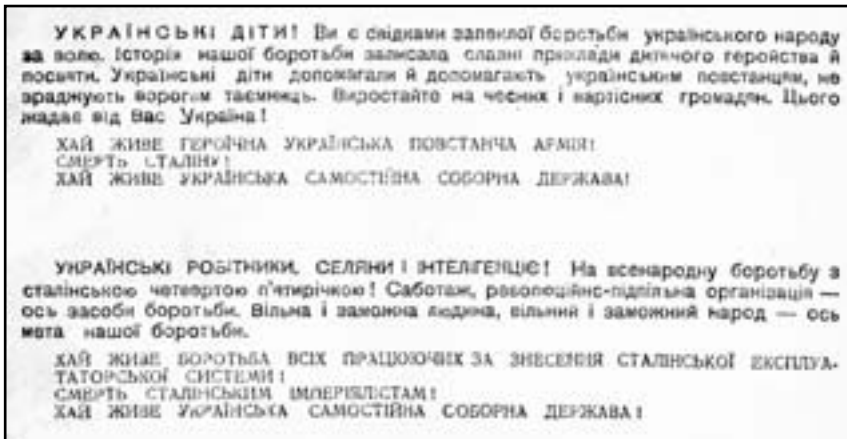 УКРАЇНСЬКІ ДІТИ! Ви є свідками запеклої боротьби українського народу
за волю. Історія нашої боротьби записала славні приклади дитячого геройства й
посвяти. Українські діти допомагали й допомагають українським повстанцям, не
зраджують ворогам таємниць. Виростайте на чесних і вартісних громадян. Цього
жадає від Вас Україна!
ХАЙ ЖИВЕ ГЕРОЇЧНА УКРАЇНСЬКА ПОВСТАНЧА АРМІЯ!
СМЕРТЬ СТАЛІНУ!
ХАЙ ЖИВЕ УКРАЇНСЬКА САМОСТІЙНА СОБОРНА ДЕРЖАВА!
УКРАЇНСЬКІ РОБІТНИКИ, СЕЛЯНИ І ІНТЕЛІГЕНЦІЄ! На всенародну боротьбу з
сталінською четвертою п'ятирічкою! Саботаж, революційно-підпільна організація —
ось засоби боротьби. Вільна і заможна людина, вільний і заможний народ — ось
мета нашої боротьби.
ХАЙ ЖИВЕ БОРОТЬБА ВСІХ ПРАЦЮЮЧИХ ЗА ЗНЕСЕННЯ СТАЛІНСЬКОЇ ЕКСПЛУА-
ТАТОРСЬКОЇ СИСТЕМИ!
СМЕРТЬ СТАЛІНСЬКИМ ІМПЕРІЯЛІСТАМ!
ХАЙ ЖИВЕ УКРАЇНСЬКА САМОСТІЙНА СОБОРНА ДЕРЖАВА!